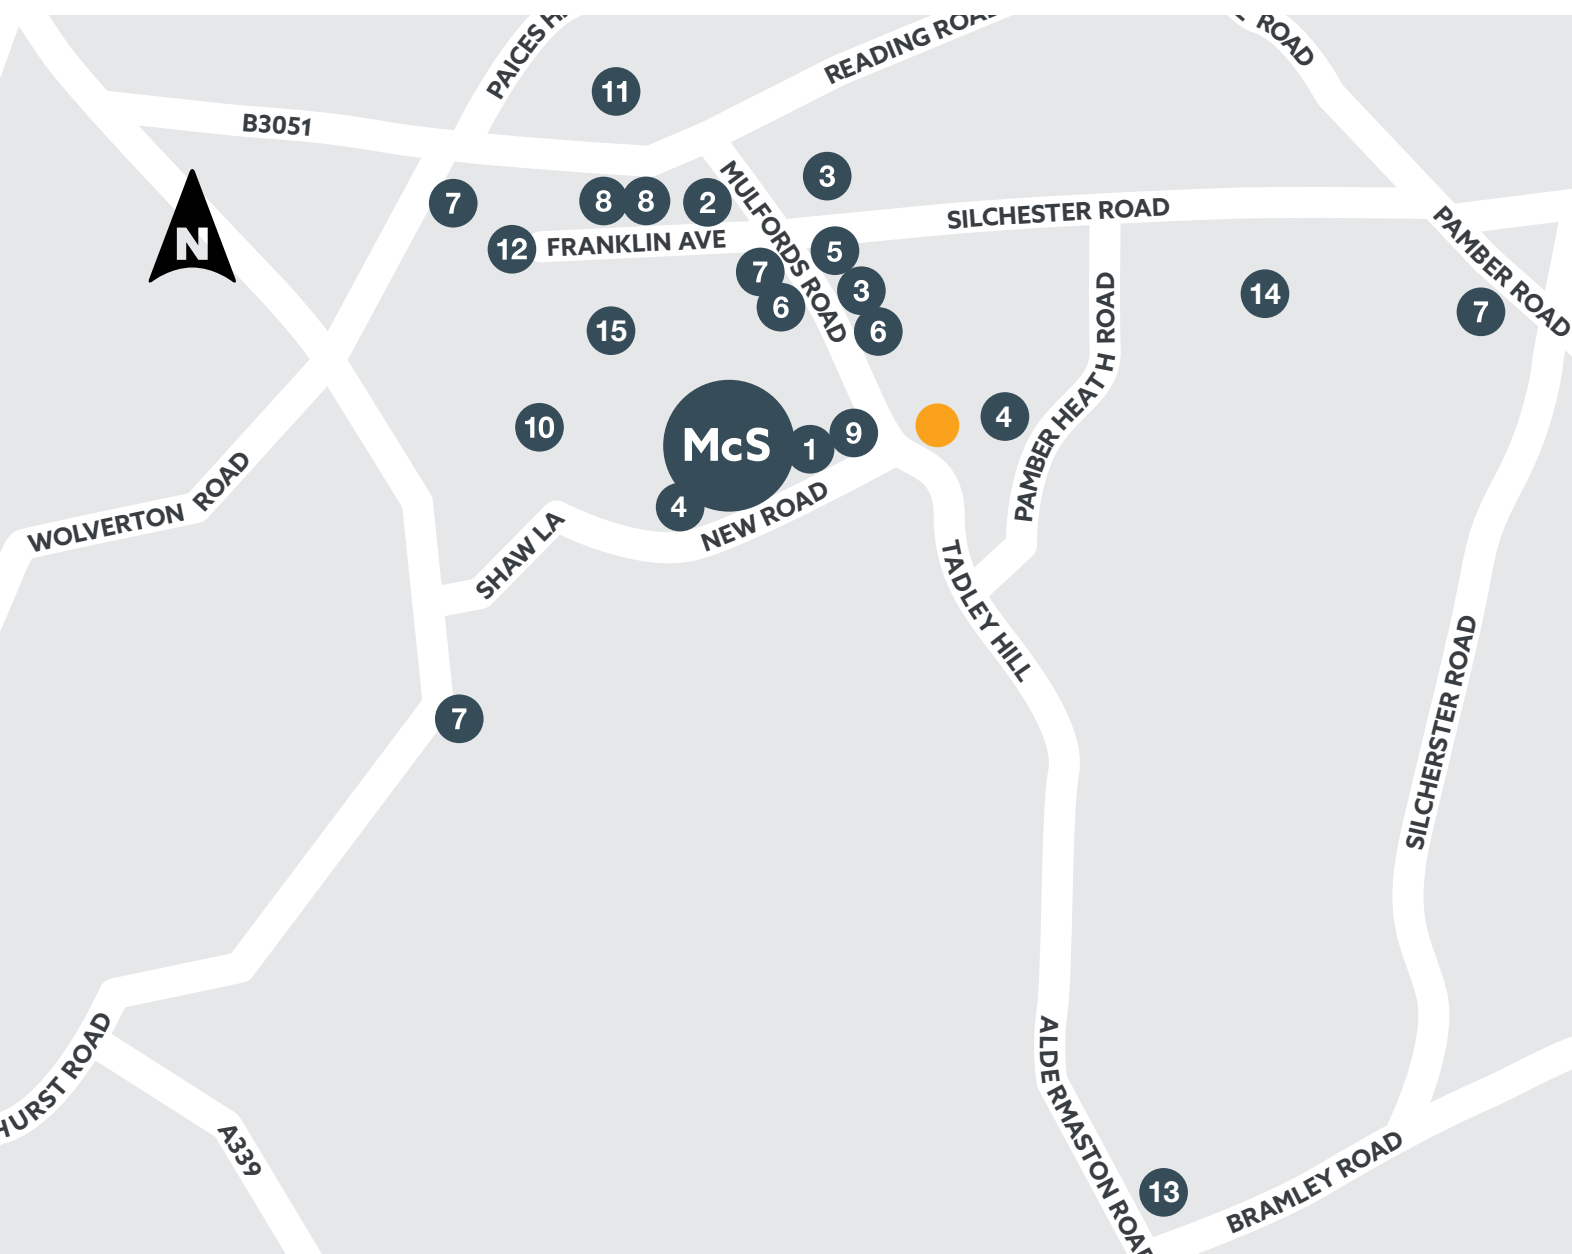 PAICES
READING
ROAD
11
B3051
MULFORDS ROAD
3
7
8
8
2
SILCHESTER ROAD
PAMBER ROAD
N
12
FRANKLIN AVE
5
7
3
14
6
7
15
6
PAMBER HEATH ROAD
10
McS
1
9
4
4
WOLVERTON ROAD
NEW ROAD
SHAW LA
TADLEY HILL
SILCHERSTER ROAD
7
HURST ROAD
A339
ALDERMASTON ROAD
13
BRAMLEY ROAD